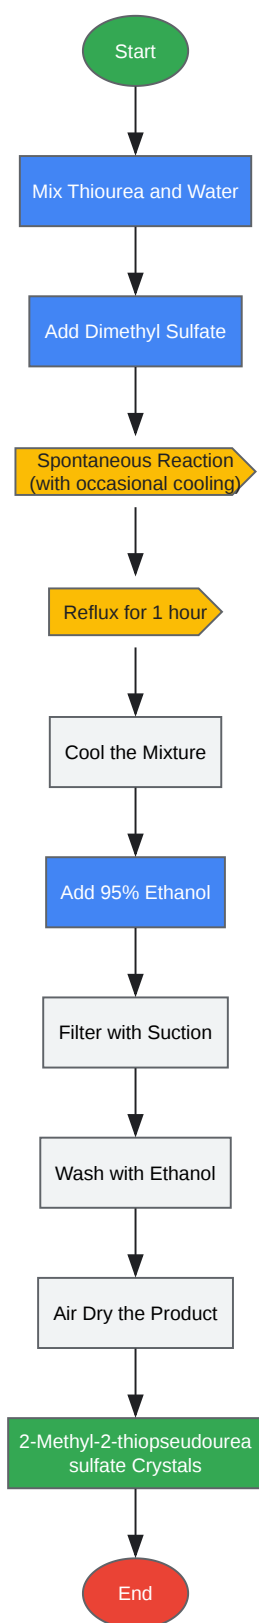 Start
Mix Thiourea and Water
Add Dimethyl Sulfate
Spontaneous Reaction
(with occasional cooling)
Reflux for 1 hour
Cool the Mixture
Add 95% Ethanol
Filter with Suction
Wash with Ethanol
Air Dry the Product
2-Methyl-2-thiopseudourea
sulfate Crystals
End